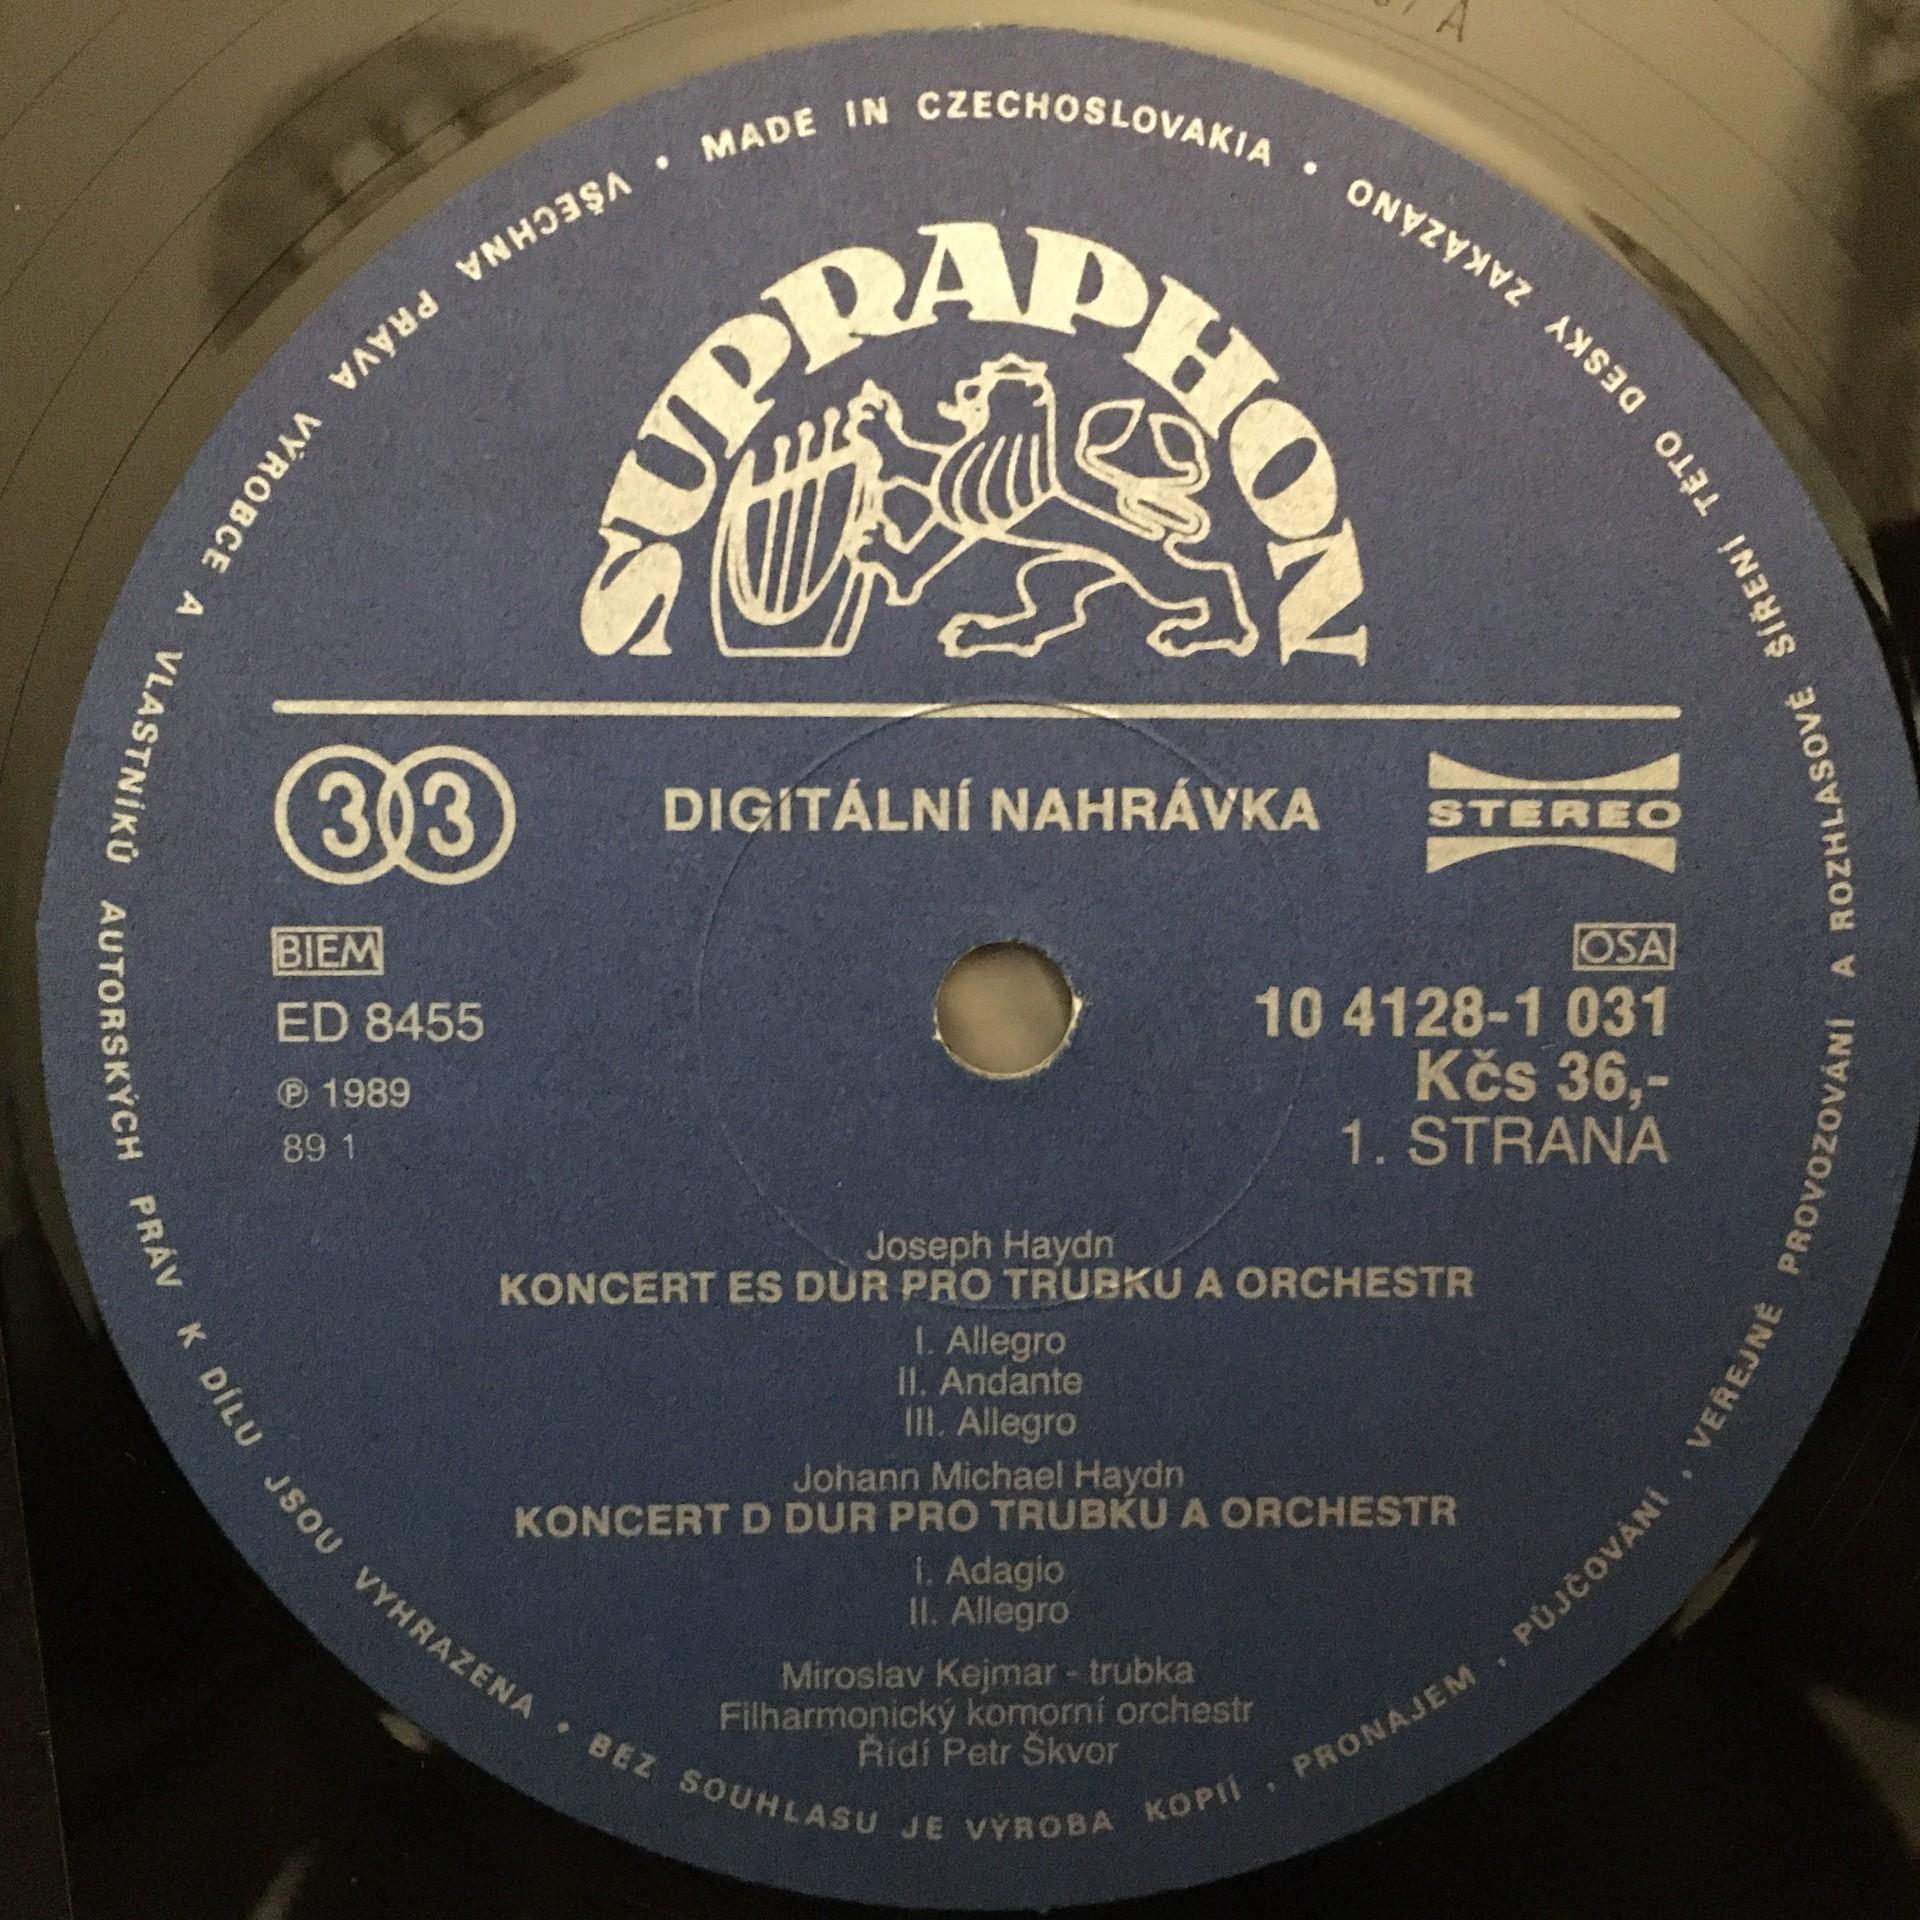 MADE IN CZECHOSLOVAKIA •
VŠECHNA PRÁVA VÝROBCE A VLASTNÍKŮ AUTORSKÝCH PRÁV K DÍLU JSOU VYHRAZENA • BEZ SOUHLASU JE VÝROBA KOPIÍ , PRONÁJEM , PŮJČOVÁNÍ , VEŘEJNÉ PROVOZOVÁNÍ A ROZHLASOVÉ ŠÍŘENÍ TÉTO DESKY ZAKÁZÁNO •
SUPRAPHON
33 DIGITÁLNÍ NAHRÁVKA STEREO
BIEM OSA
ED 8455 10 4128-1 031
℗ 1989 Kčs 36,-
89 1 1. STRANA
Joseph Haydn
KONCERT ES DUR PRO TRUBKU A ORCHESTR
I. Allegro
II. Andante
III. Allegro
Johann Michael Haydn
KONCERT D DUR PRO TRUBKU A ORCHESTR
I. Adagio
II. Allegro
Miroslav Kejmar - trubka
Filharmonický komorní orchestr
Řídí Petr Škvor